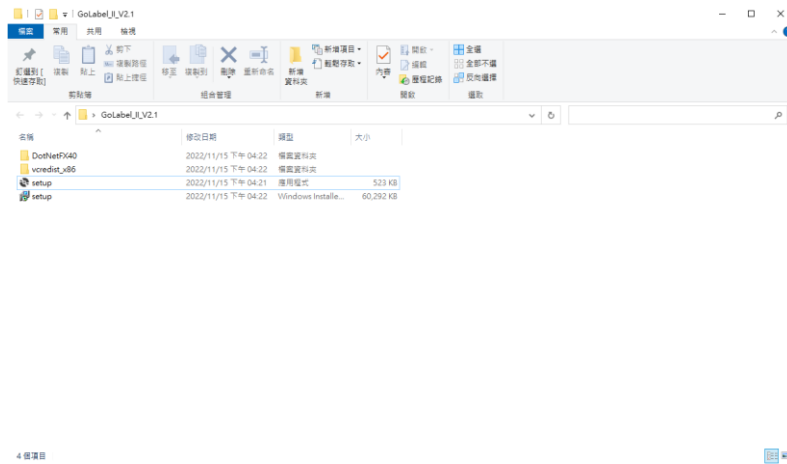 GoLabel_II_V2.1
檔案 常用 共用 檢視
釘選到 [快速存取]
複製
貼上
剪下
複製路徑
貼上捷徑
剪貼簿
移至
複製到
刪除
重新命名
組合管理
新增資料夾
新增項目
輕鬆存取
新增
內容
開啟
編輯
歷程記錄
開啟
全選
全部不選
反向選擇
選取
GoLabel_II_V2.1
名稱 修改日期 類型 大小
DotNetFX40 2022/11/15 下午 04:22 檔案資料夾
vcredist_x86 2022/11/15 下午 04:22 檔案資料夾
setup 2022/11/15 下午 04:21 應用程式 523 KB
setup 2022/11/15 下午 04:22 Windows Installe... 60,292 KB
4 個項目